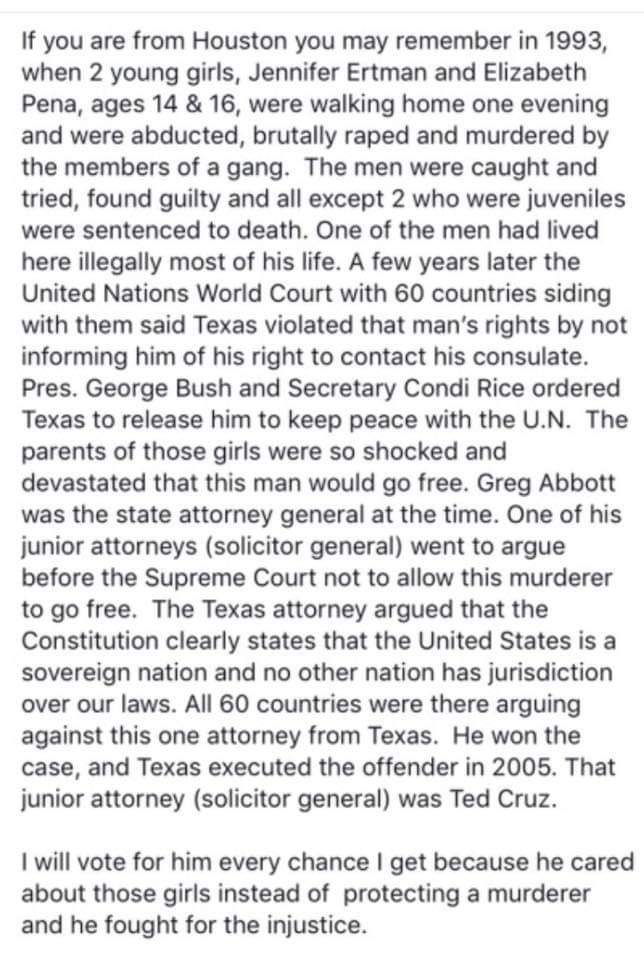 If you are from Houston you may remember in 1993,
when 2 young girls, Jennifer Ertman and Elizabeth
Pena, ages 14 & 16, were walking home one evening
and were abducted, brutally raped and murdered by
the members of a gang.  The men were caught and
tried, found guilty and all except 2 who were juveniles
were sentenced to death. One of the men had lived
here illegally most of his life. A few years later the
United Nations World Court with 60 countries siding
with them said Texas violated that man's rights by not
informing him of his right to contact his consulate.
Pres. George Bush and Secretary Condi Rice ordered
Texas to release him to keep peace with the U.N.  The
parents of those girls were so shocked and
devastated that this man would go free. Greg Abbott
was the state attorney general at the time. One of his
junior attorneys (solicitor general) went to argue
before the Supreme Court not to allow this murderer
to go free.  The Texas attorney argued that the
Constitution clearly states that the United States is a
sovereign nation and no other nation has jurisdiction
over our laws. All 60 countries were there arguing
against this one attorney from Texas.  He won the
case, and Texas executed the offender in 2005. That
junior attorney (solicitor general) was Ted Cruz.

I will vote for him every chance I get because he cared
about those girls instead of  protecting a murderer
and he fought for the injustice.